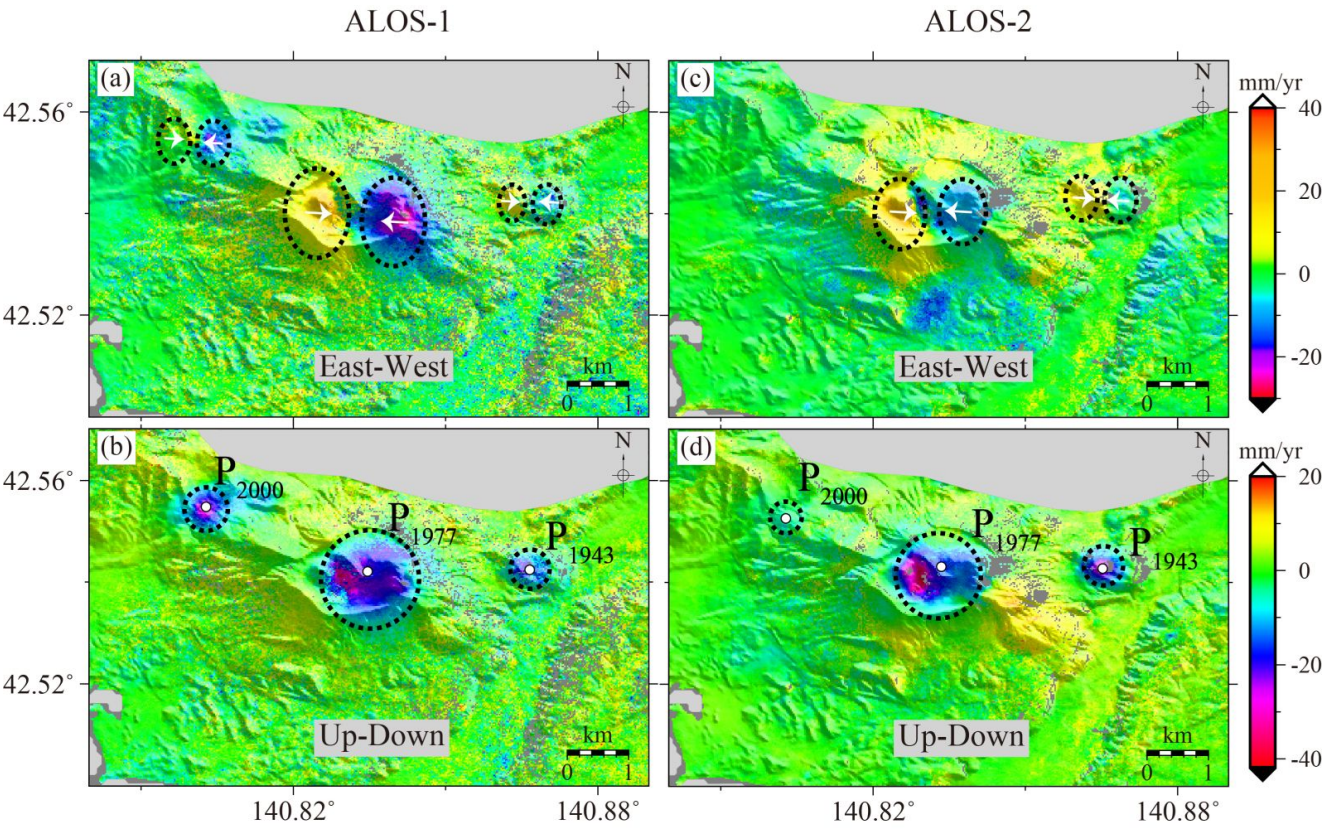 ALOS-1
ALOS-2
(a)
N
(c)
N
mm/yr
42.56°
42.52°
40
20
0
-20
East-West
km
0 1
East-West
km
0 1
(b)
N
(d)
N
mm/yr
42.56°
42.52°
P2000
P1977
P1943
P2000
P1977
P1943
20
0
-20
-40
Up-Down
km
0 1
Up-Down
km
0 1
140.82°
140.88°
140.82°
140.88°